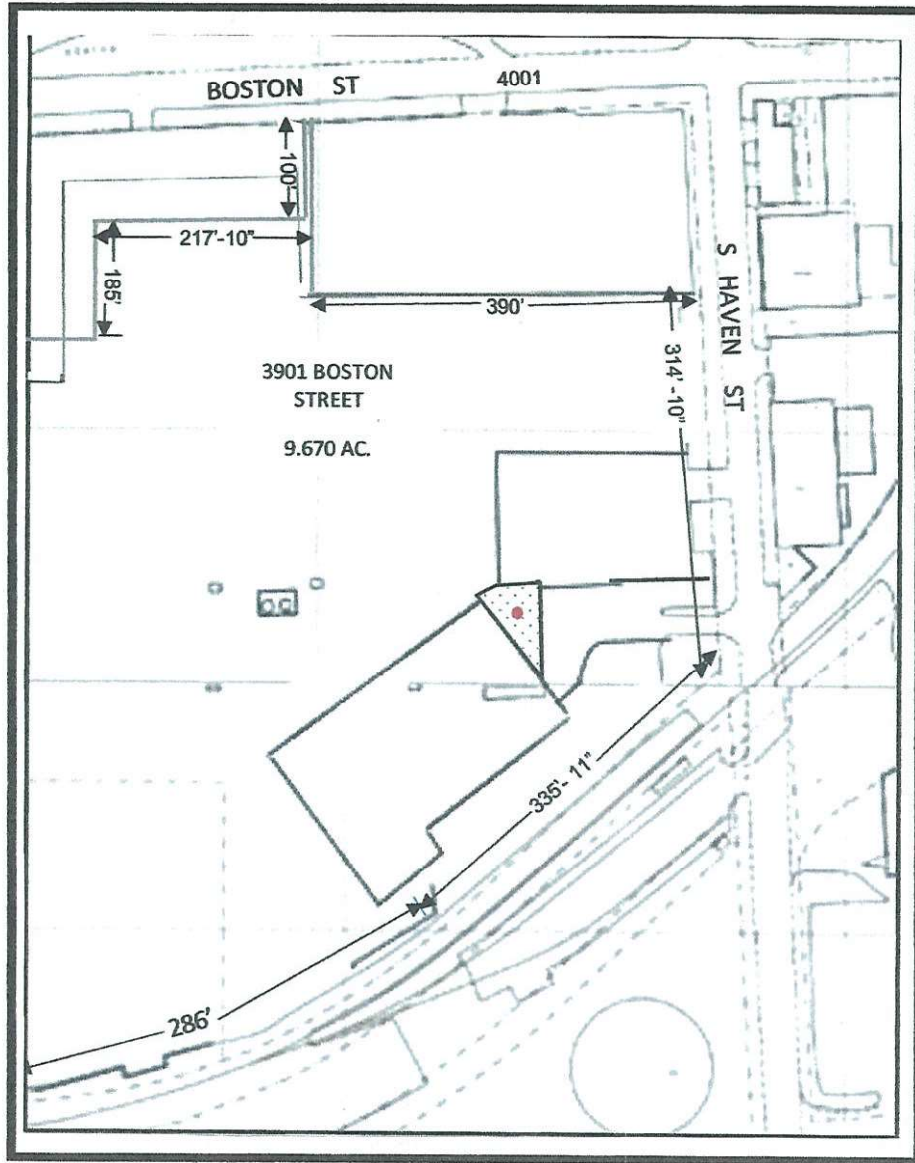 BOSTON ST
4001
100'
217'-10"
185'
390'
S HAVEN ST
314'-10"
3901 BOSTON
STREET
9.670 AC.
335'- 11"
286'